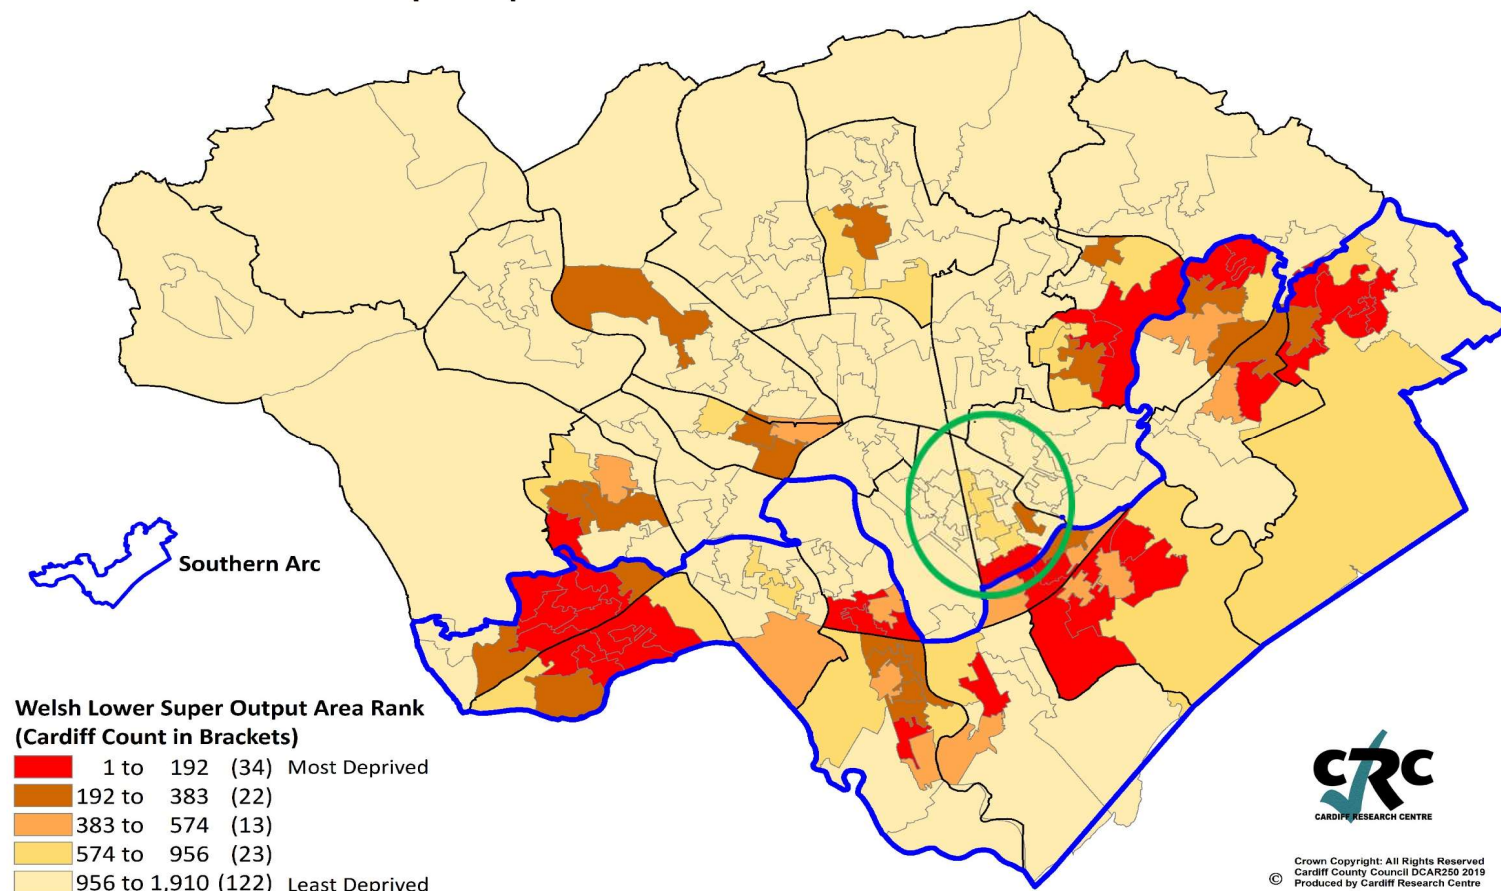 Southern Arc
Welsh Lower Super Output Area Rank
(Cardiff Count in Brackets)
1 to 192 (34) Most Deprived
192 to 383 (22)
383 to 574 (13)
574 to 956 (23)
956 to 1,910 (122) Least Deprived
CRC
CARDIFF RESEARCH CENTRE
Crown Copyright: All Rights Reserved
Cardiff County Council DCAR250 2019
© Produced by Cardiff Research Centre